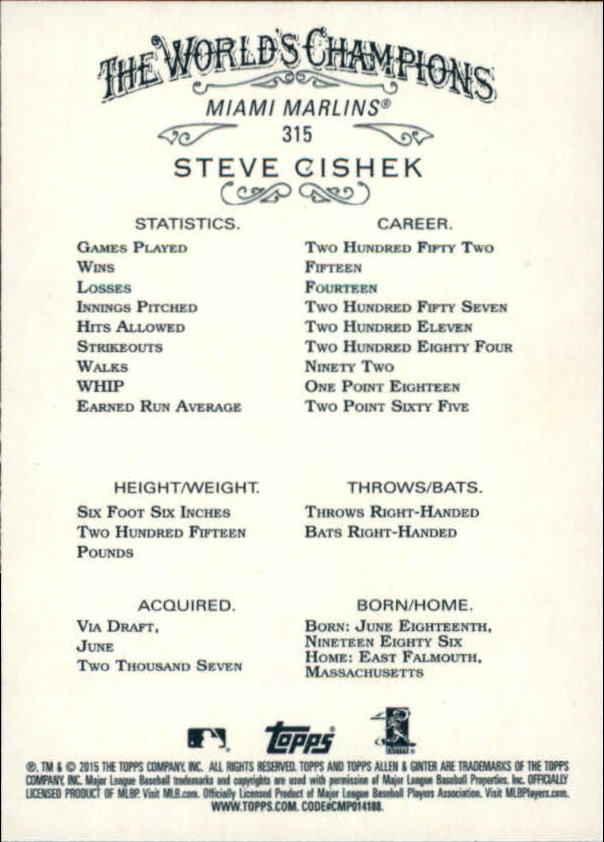 THE WORLD'S CHAMPIONS
MIAMI MARLINS®
315
STEVE CISHEK
STATISTICS. CAREER.
GAMES PLAYED TWO HUNDRED FIFTY TWO
WINS FIFTEEN
LOSSES FOURTEEN
INNINGS PITCHED TWO HUNDRED FIFTY SEVEN
HITS ALLOWED TWO HUNDRED ELEVEN
STRIKEOUTS TWO HUNDRED EIGHTY FOUR
WALKS NINETY TWO
WHIP ONE POINT EIGHTEEN
EARNED RUN AVERAGE TWO POINT SIXTY FIVE
HEIGHT/WEIGHT. THROWS/BATS.
SIX FOOT SIX INCHES THROWS RIGHT-HANDED
TWO HUNDRED FIFTEEN BATS RIGHT-HANDED
POUNDS
ACQUIRED. BORN/HOME.
VIA DRAFT, BORN: JUNE EIGHTEENTH,
JUNE NINETEEN EIGHTY SIX
TWO THOUSAND SEVEN HOME: EAST FALMOUTH,
MASSACHUSETTS
topps®
®, TM & © 2015 THE TOPPS COMPANY, INC. ALL RIGHTS RESERVED. TOPPS AND TOPPS ALLEN & GINTER ARE TRADEMARKS OF THE TOPPS
COMPANY, INC. Major League Baseball trademarks and copyrights are used with permission of Major League Baseball Properties, Inc. OFFICIALLY
LICENSED PRODUCT OF MLBP. Visit MLB.com. Officially Licensed Product of Major League Baseball Players Association. Visit MLBPlayers.com.
WWW.TOPPS.COM. CODE#CMP014188.